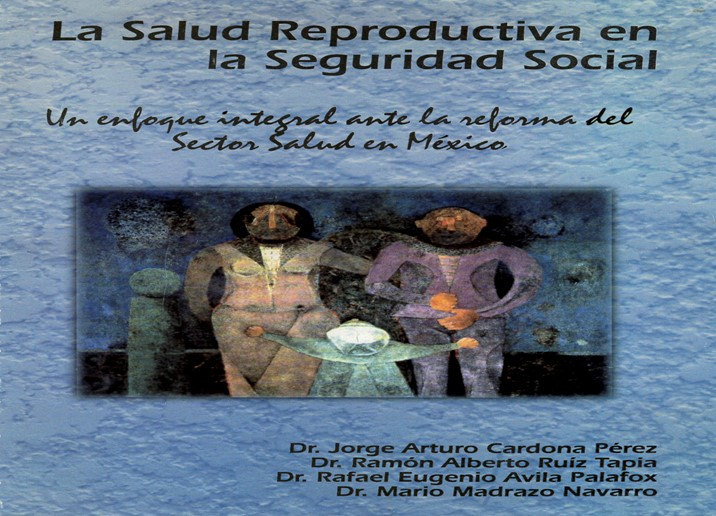 La Salud Reproductiva en
la Seguridad Social
Un enfoque integral ante la reforma del
Sector Salud en México
Dr. Jorge Arturo Cardona Pérez
Dr. Ramón Alberto Ruíz Tapia
Dr. Rafael Eugenio Avila Palafox
Dr. Mario Madrazo Navarro